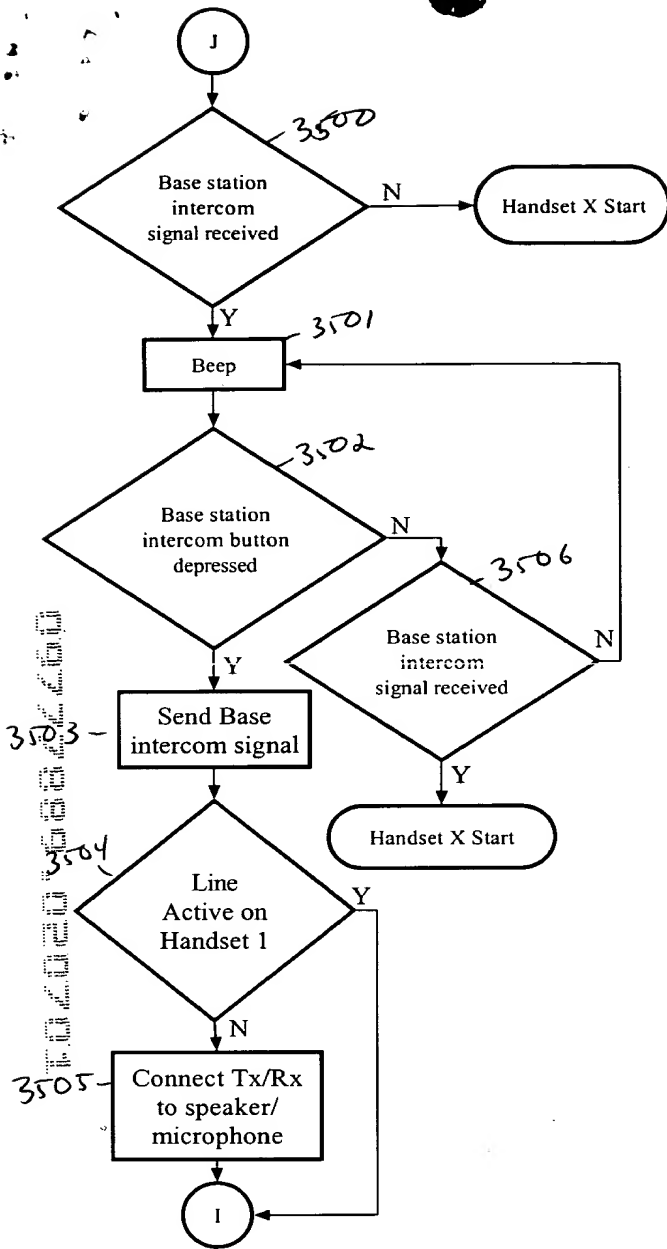 J
3500
Base station
intercom
signal received
N
Handset X Start
Y
3501
Beep
3502
Base station
intercom button
depressed
N
3506
Base station
intercom
signal received
N
Y
Y
Send Base
intercom signal
3503
Handset X Start
3504
Line
Active on
Handset 1
Y
N
Connect Tx/Rx
to speaker/
microphone
3505
I